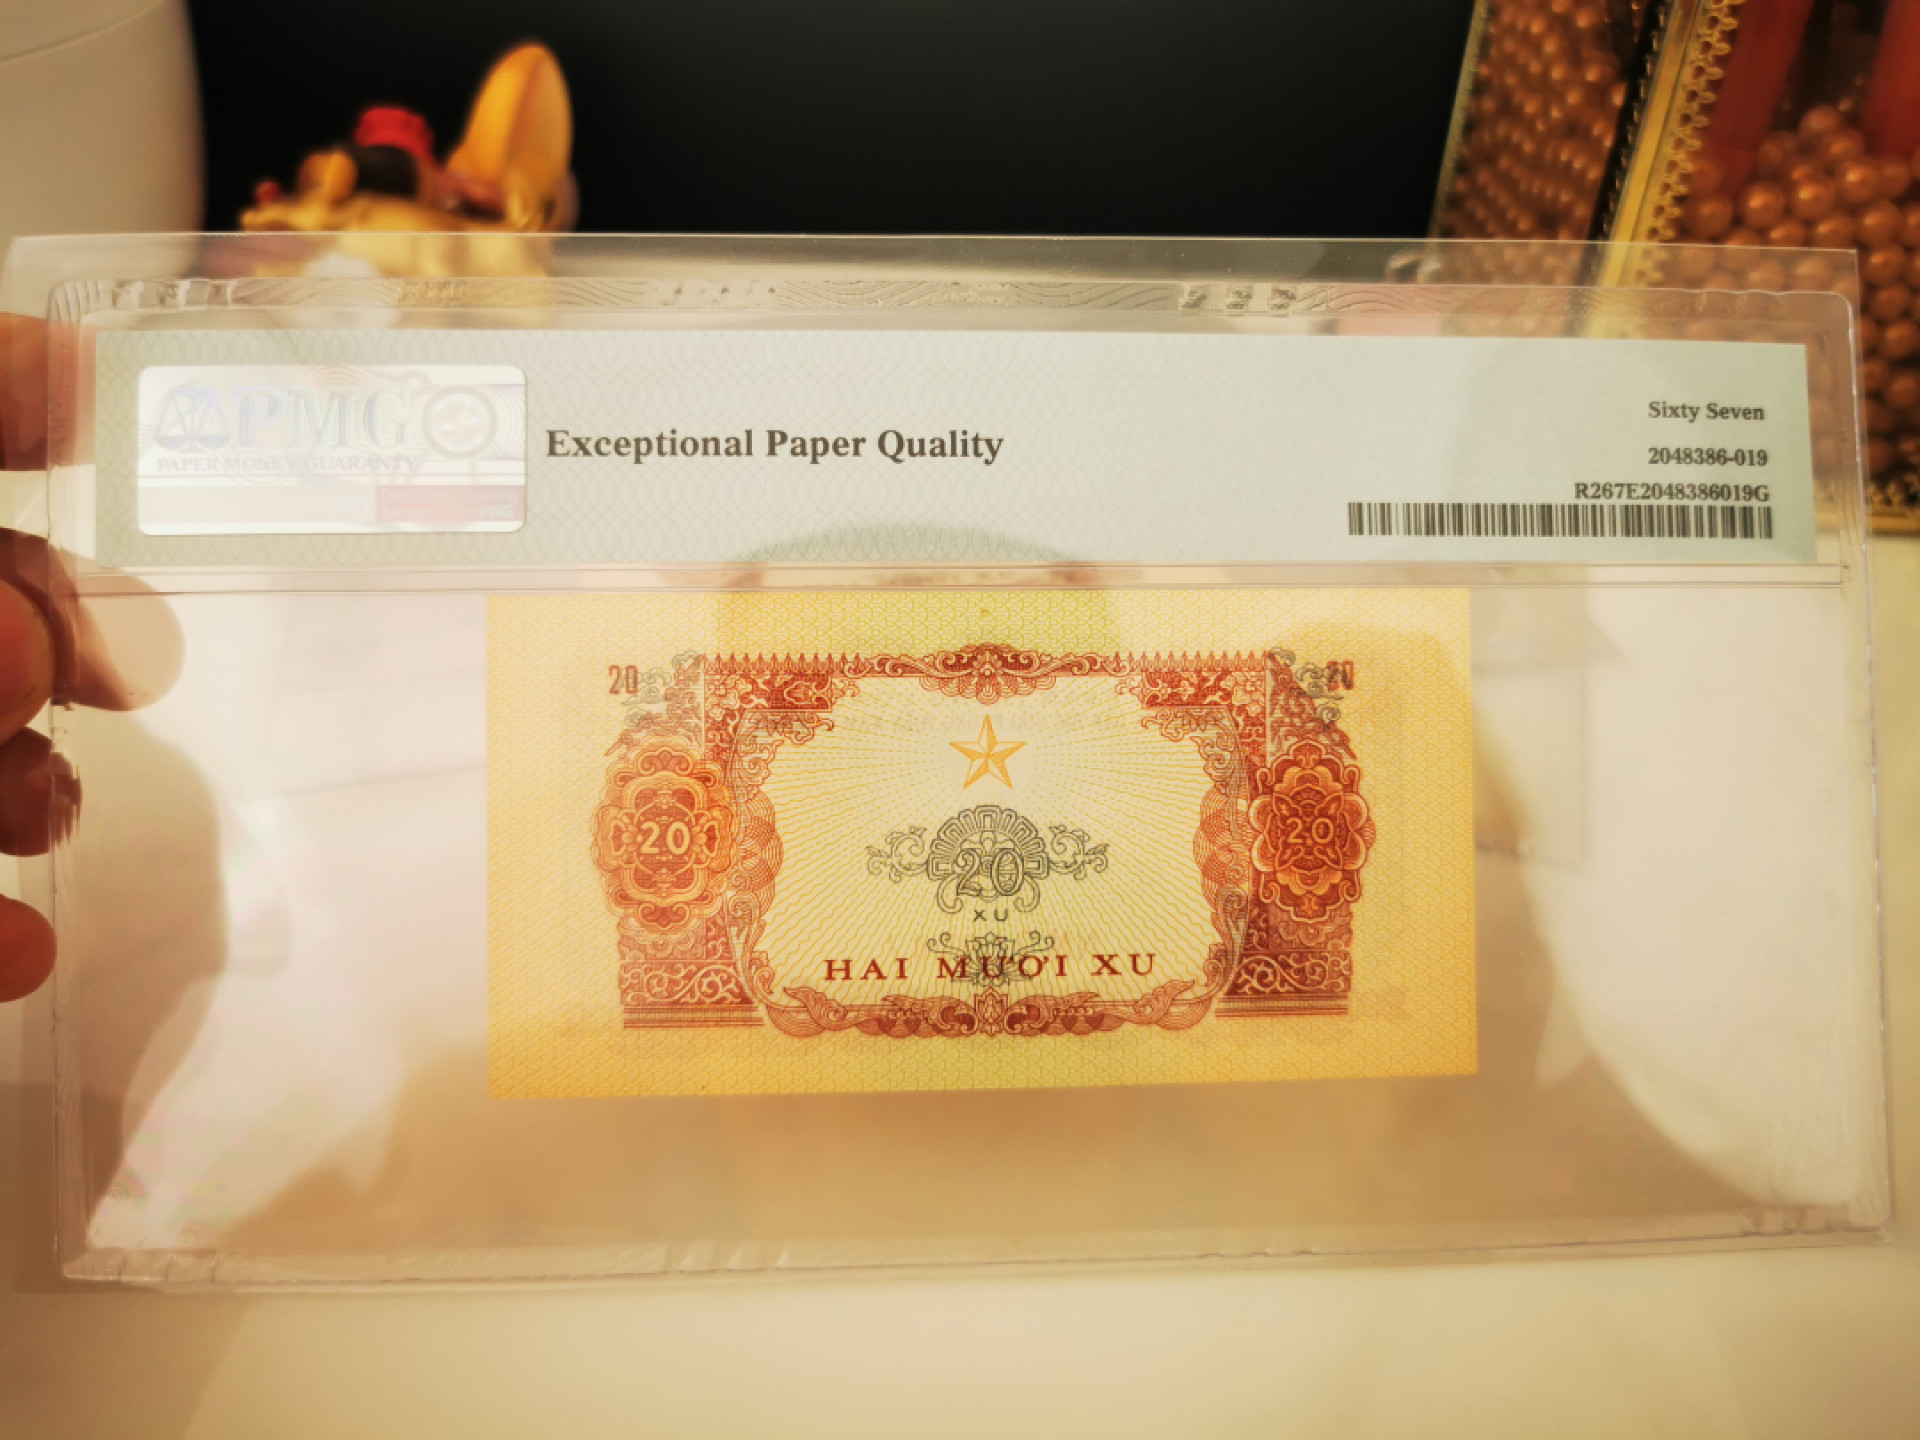 PMG
PAPER MONEY GUARANTY
Exceptional Paper Quality
Sixty Seven
2048386-019
R267E2048386019G
20
20
20
20
20
XU
HAI MƯƠI XU